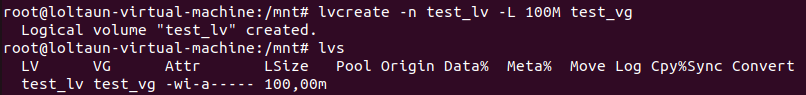 root@loltaun-virtual-machine:/mnt# lvcreate -n test_lv -L 100M test_vg
  Logical volume "test_lv" created.
root@loltaun-virtual-machine:/mnt# lvs
  LV      VG      Attr       LSize   Pool Origin Data%  Meta%  Move Log Cpy%Sync Convert
  test_lv test_vg -wi-a----- 100,00m